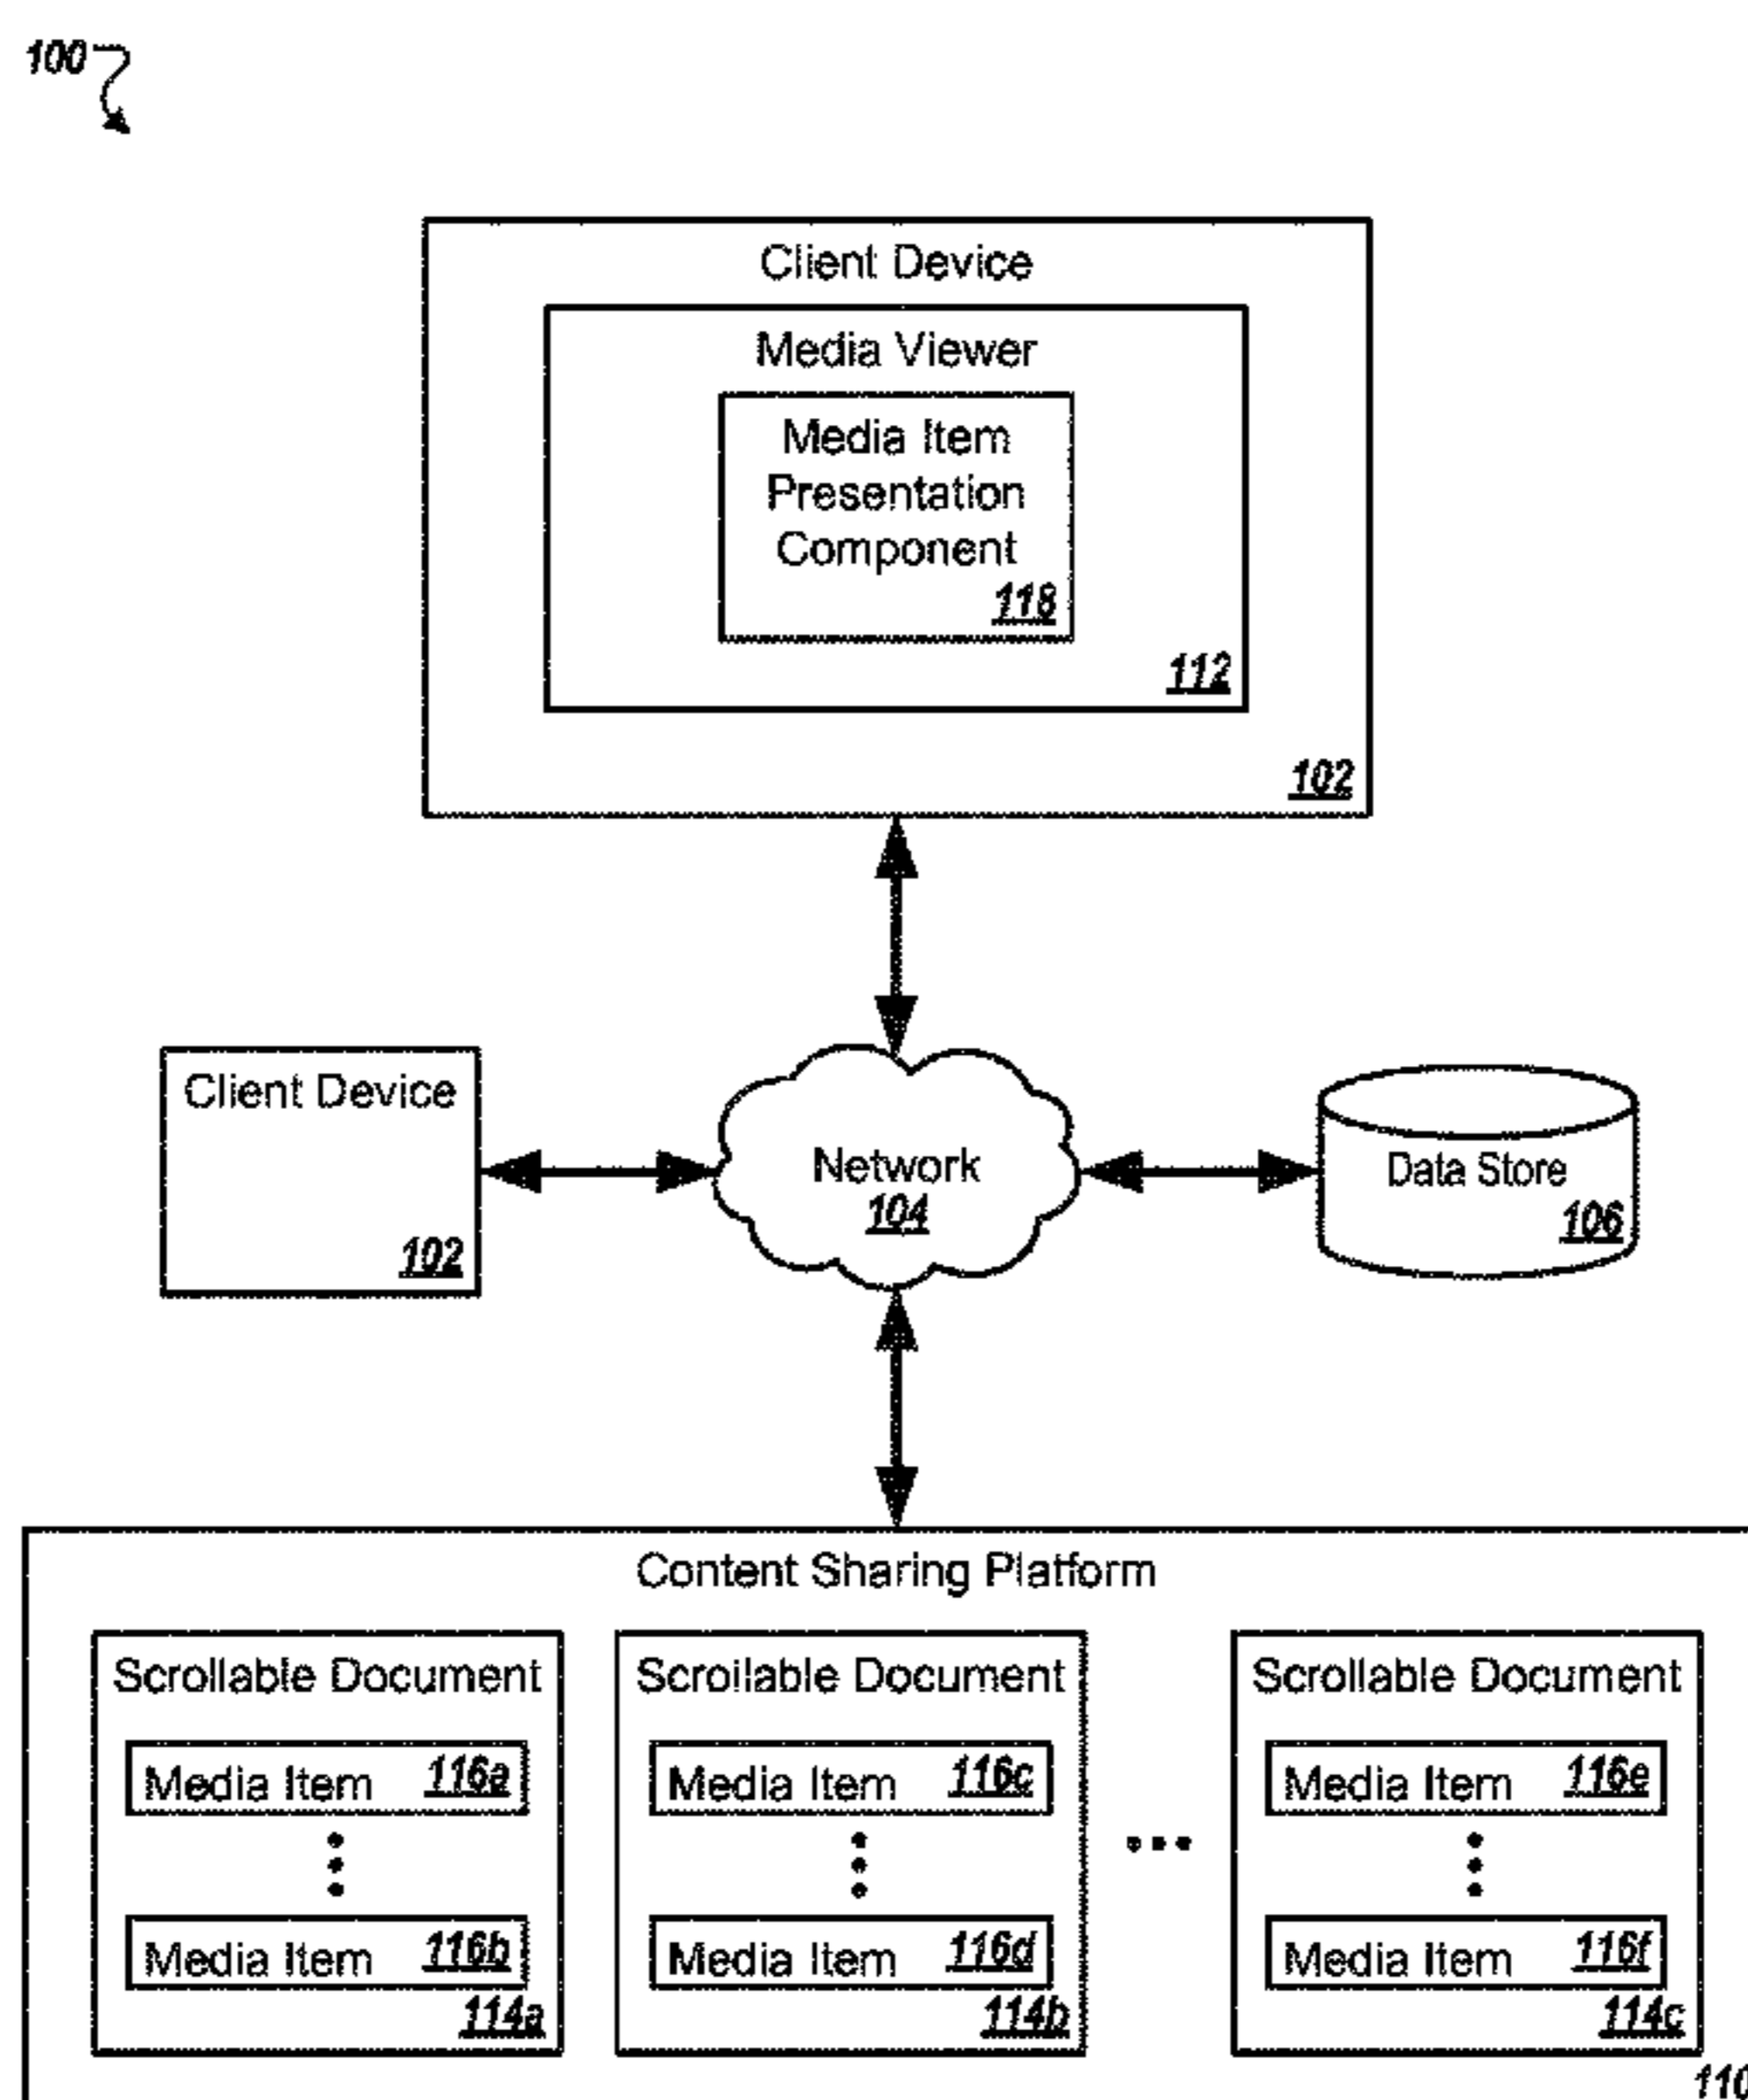 100
Client Device
Media Viewer
Media Item
Presentation
Component
118
112
102
Client Device
102
Network
104
Data Store
106
Content Sharing Platform
Scrollable Document
Media Item 116a
Media Item 116b
114a
Scrollable Document
Media Item 116c
Media Item 116d
114b
Scrollable Document
Media Item 116e
Media Item 116f
114c
110